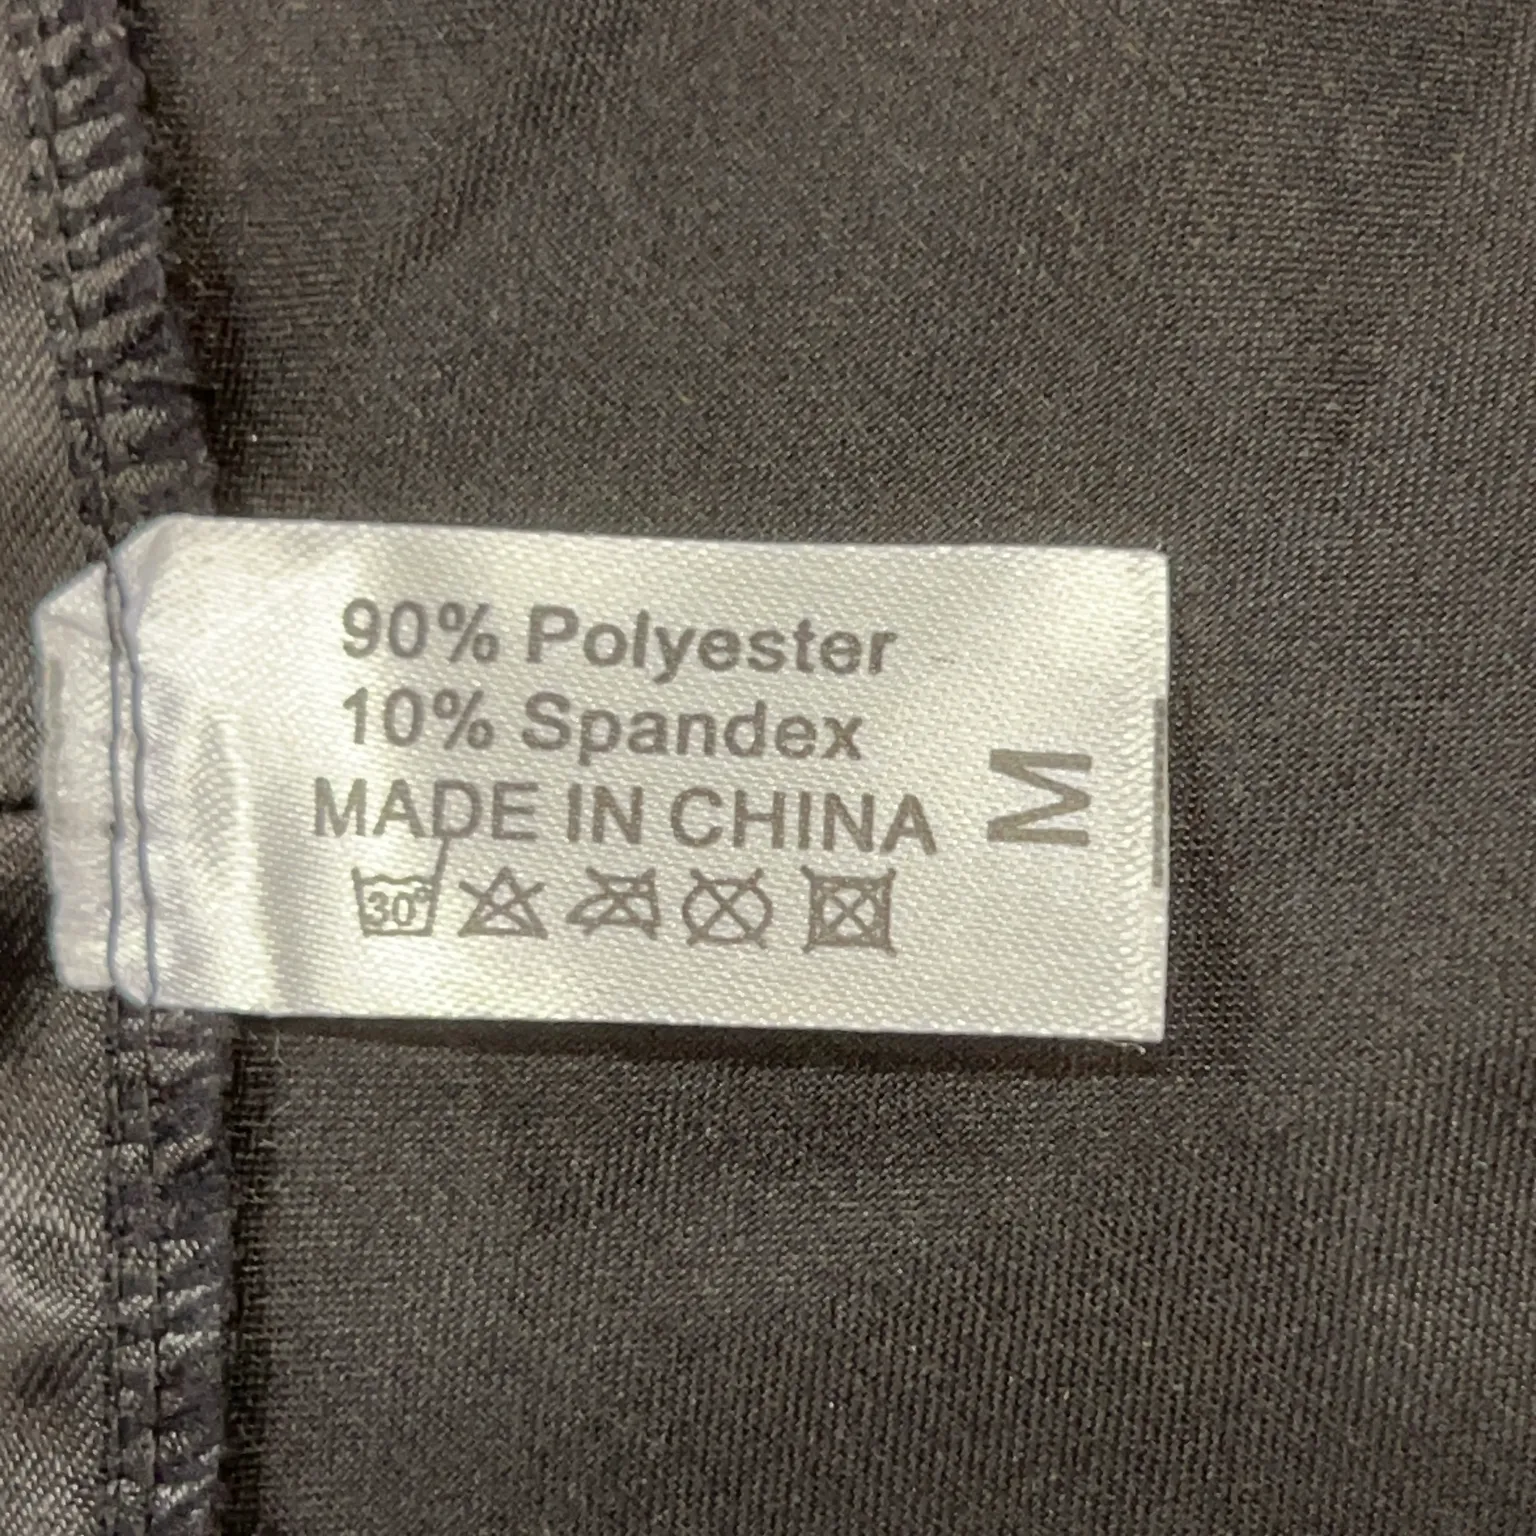 90% Polyester
10% Spandex
MADE IN CHINA
30°
M